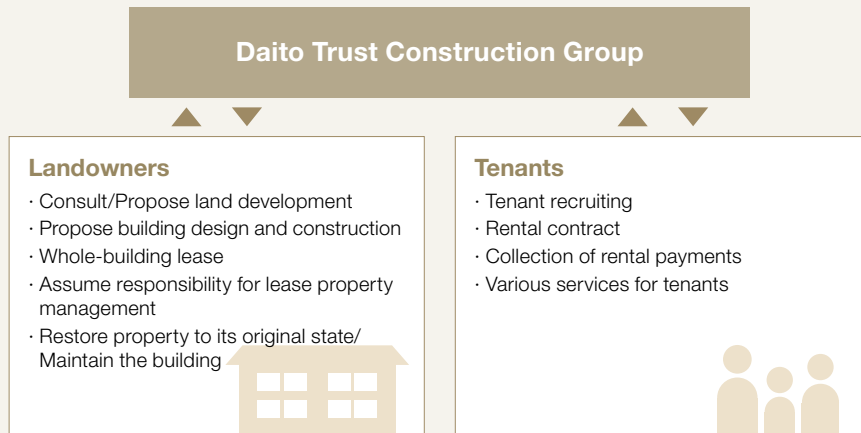 Daito Trust Construction Group
Landowners
· Consult/Propose land development
· Propose building design and construction
· Whole-building lease
· Assume responsibility for lease property
management
· Restore property to its original state/
Maintain the building
Tenants
· Tenant recruiting
· Rental contract
· Collection of rental payments
· Various services for tenants